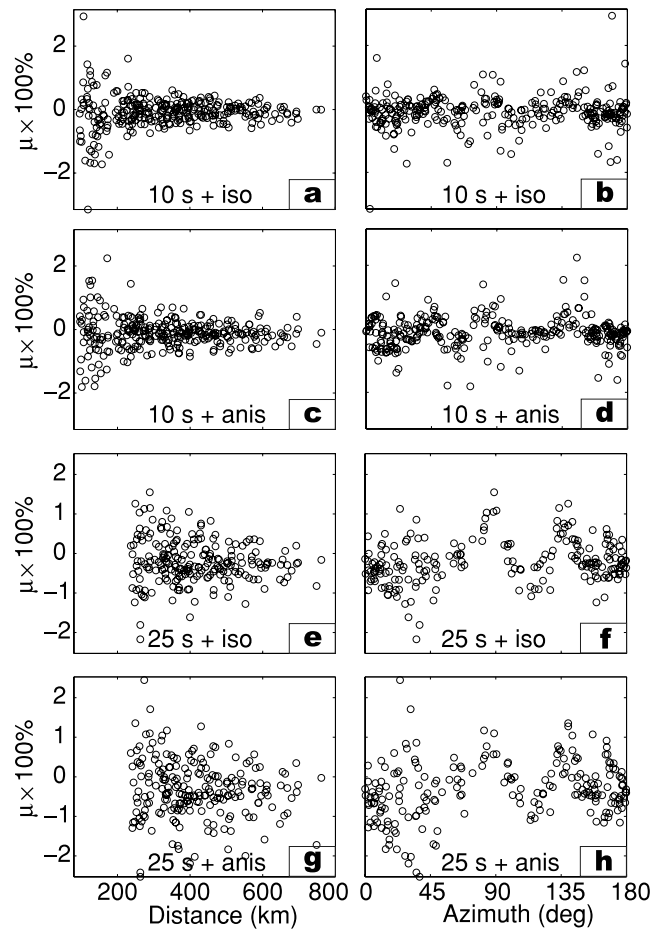 2
0
−2
μ × 100%
10 s + iso
a
10 s + iso
b
2
0
−2
μ × 100%
10 s + anis
c
10 s + anis
d
2
1
0
−1
−2
μ × 100%
25 s + iso
e
25 s + iso
f
2
1
0
−1
−2
μ × 100%
25 s + anis
g
25 s + anis
h
200 400 600 800
Distance (km)
0 45 90 135 180
Azimuth (deg)